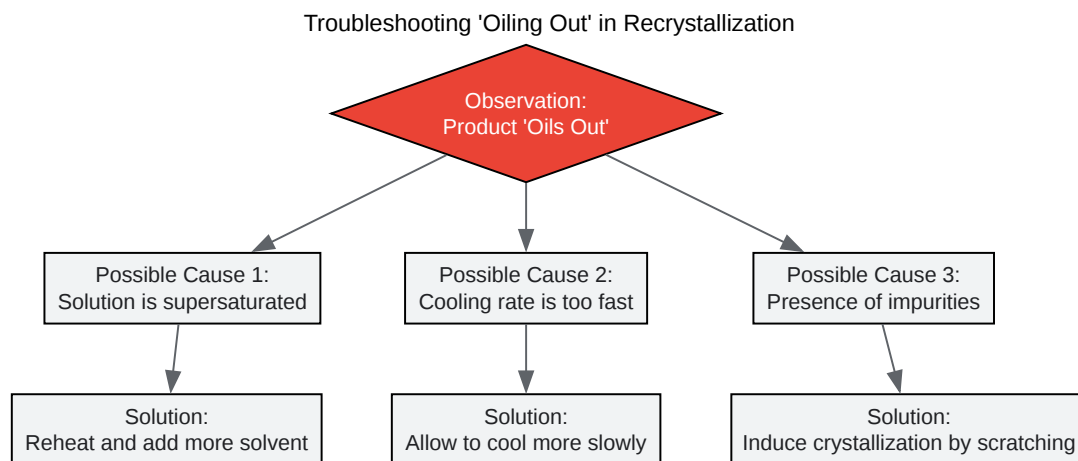 Troubleshooting 'Oiling Out' in Recrystallization
Observation:
Product 'Oils Out'
Possible Cause 1:
Solution is supersaturated
Possible Cause 2:
Cooling rate is too fast
Possible Cause 3:
Presence of impurities
Solution:
Reheat and add more solvent
Solution:
Allow to cool more slowly
Solution:
Induce crystallization by scratching